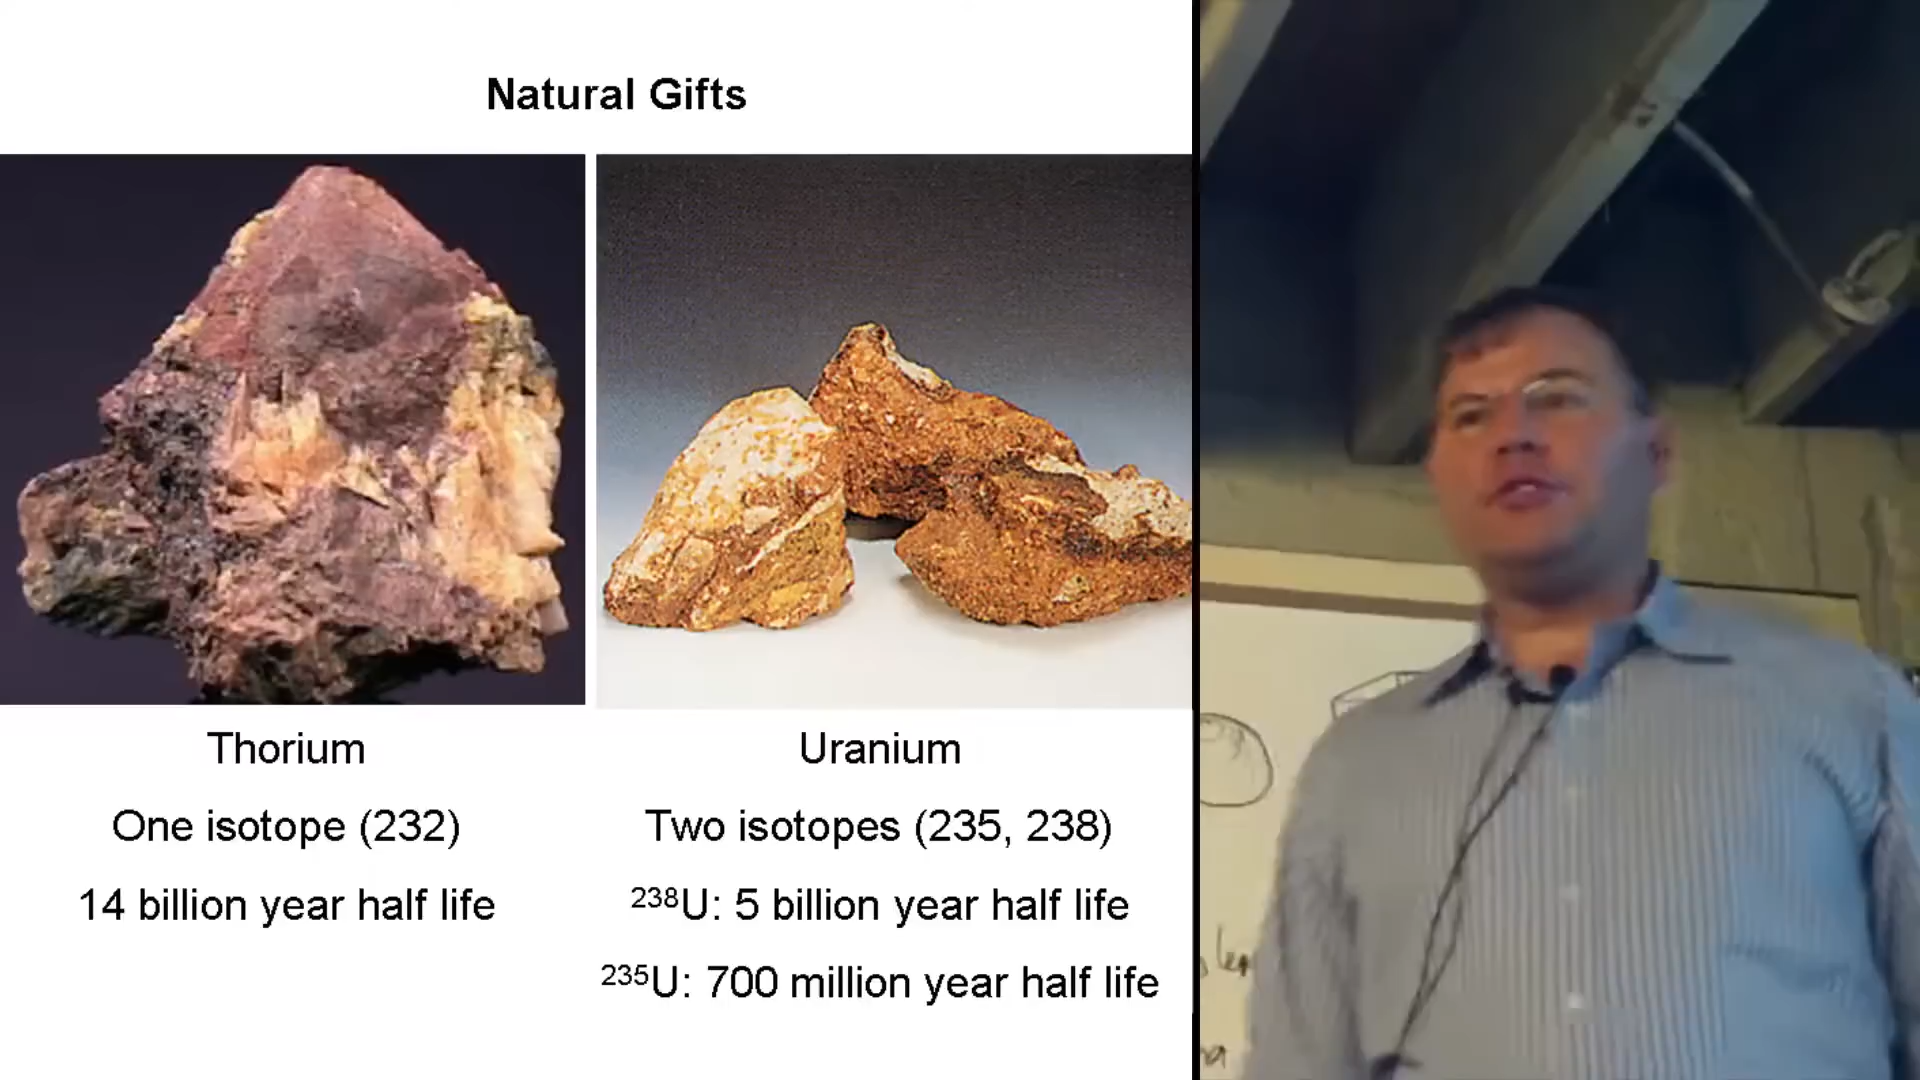 Natural Gifts
Thorium
One isotope (232)
14 billion year half life
Uranium
Two isotopes (235, 238)
²³⁸U: 5 billion year half life
²³⁵U: 700 million year half life